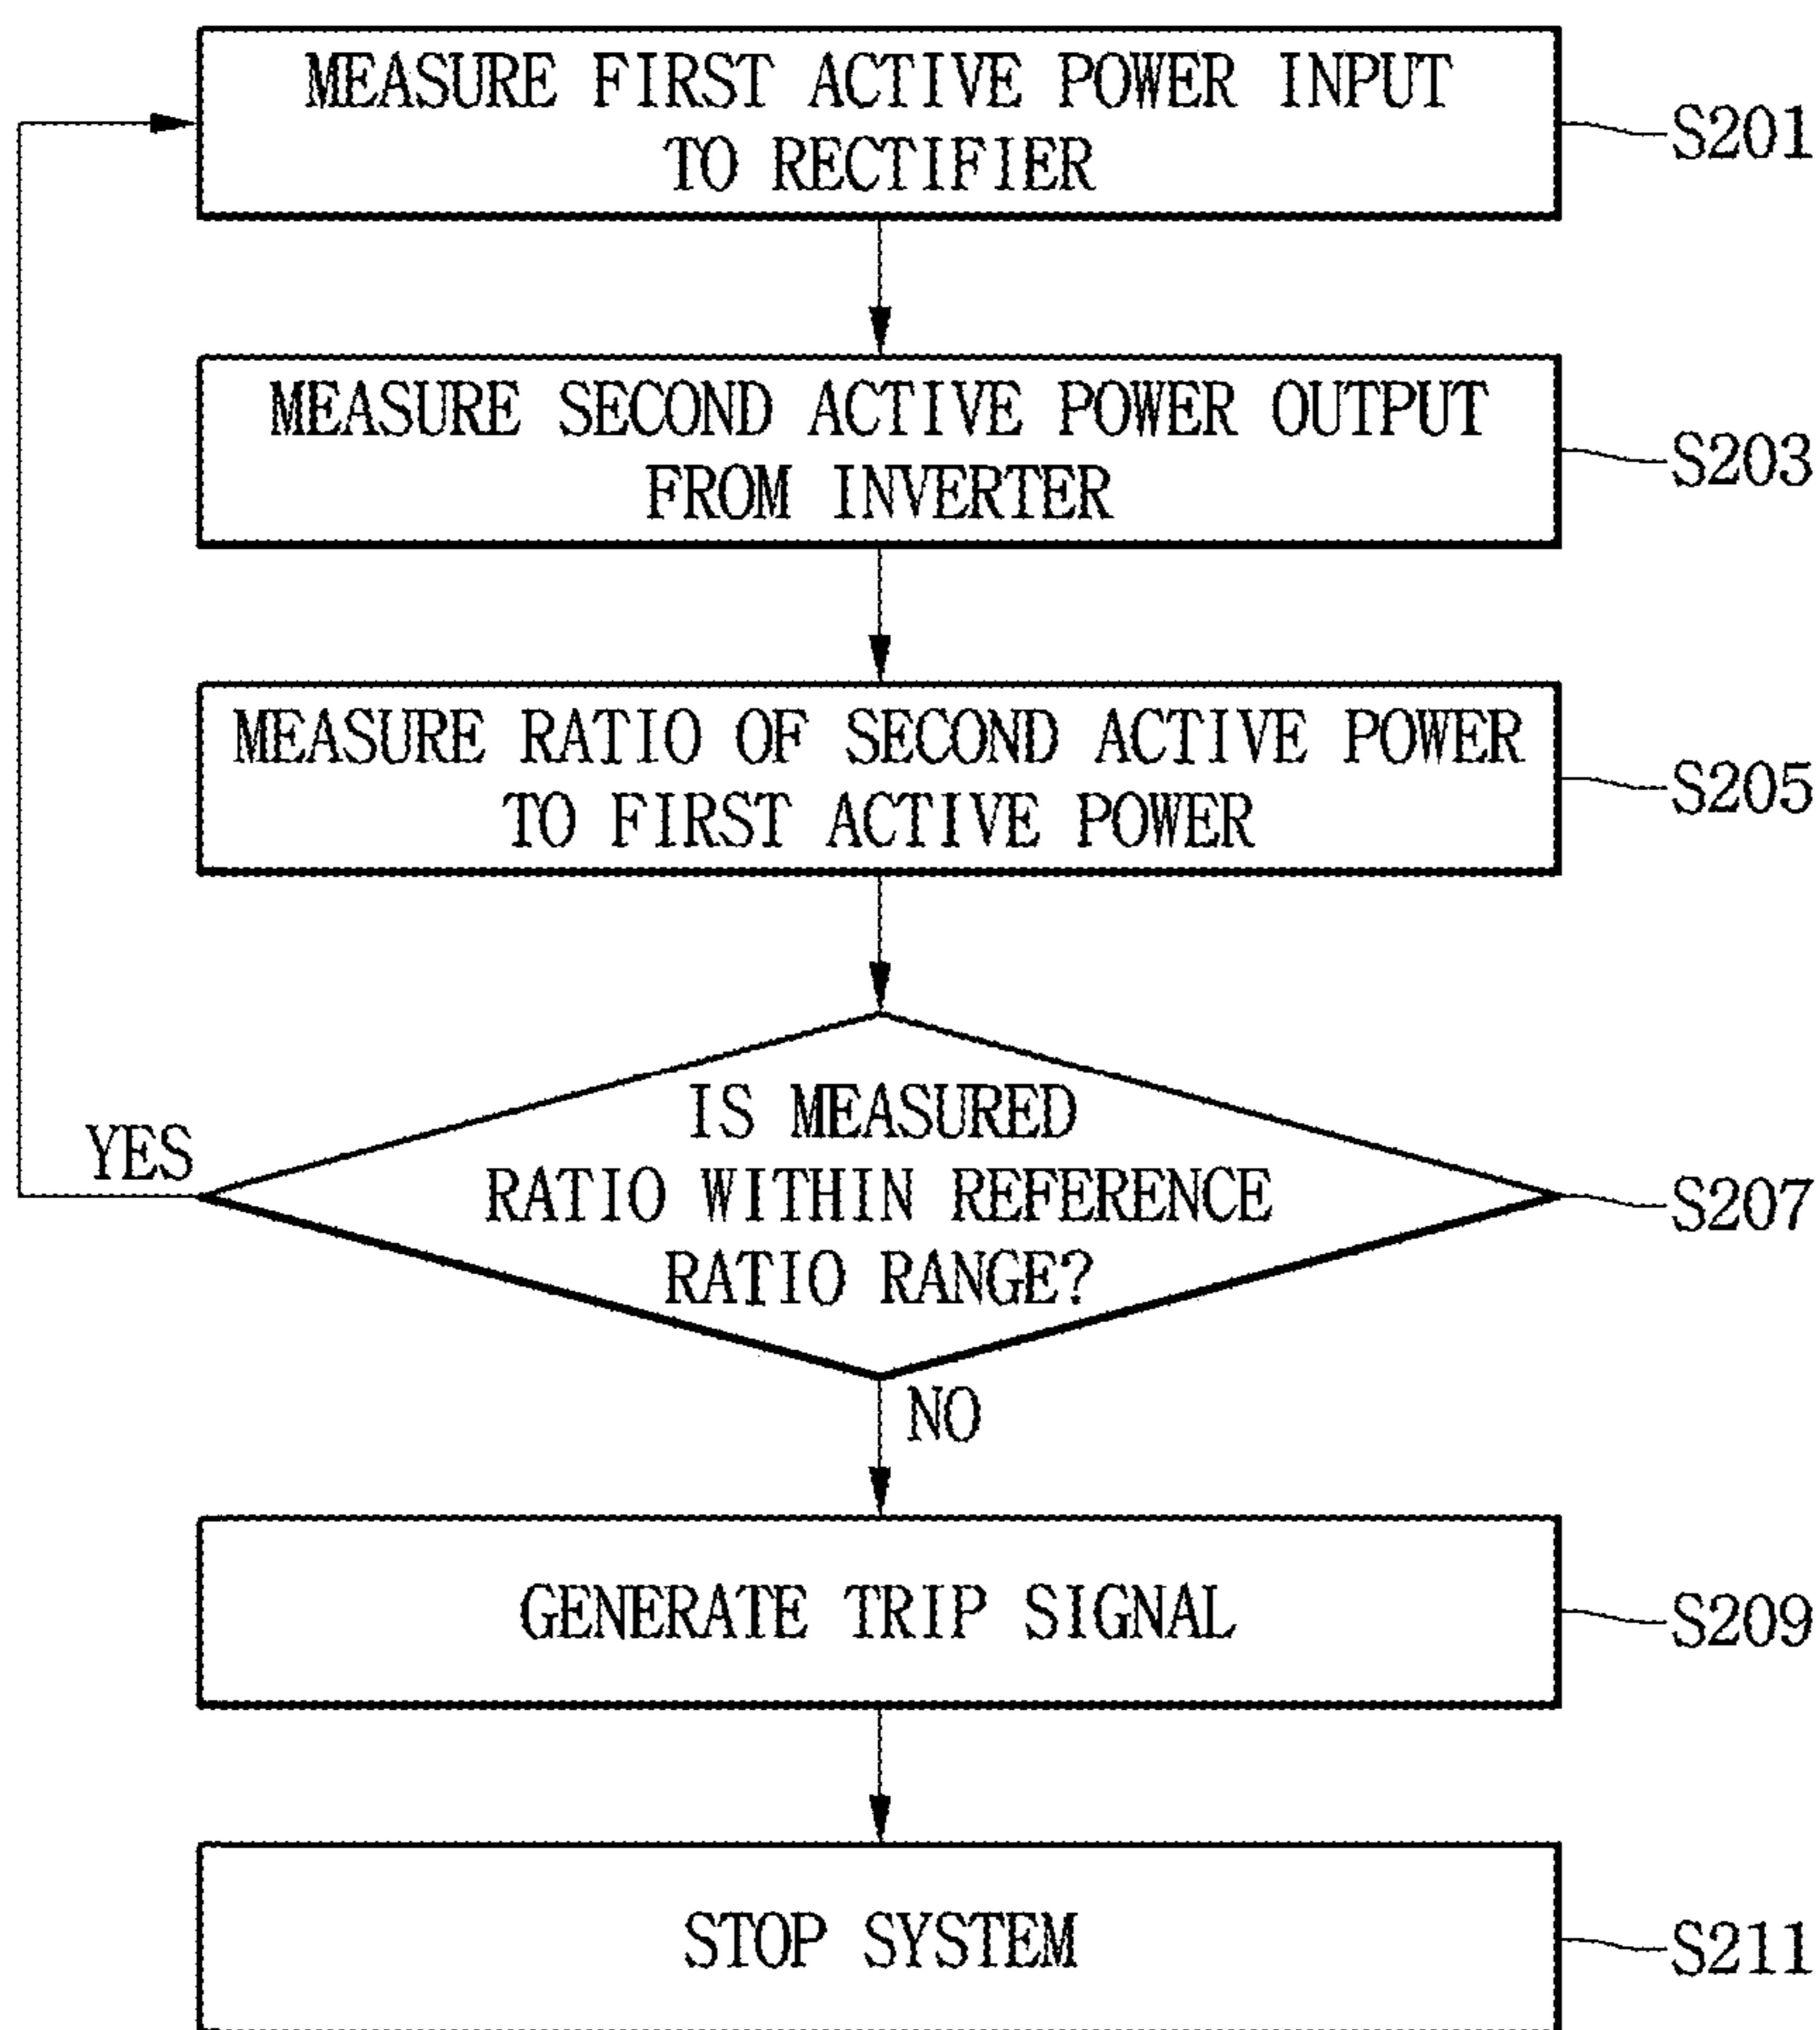 MEASURE FIRST ACTIVE POWER INPUT
TO RECTIFIER
S201
MEASURE SECOND ACTIVE POWER OUTPUT
FROM INVERTER
S203
MEASURE RATIO OF SECOND ACTIVE POWER
TO FIRST ACTIVE POWER
S205
IS MEASURED
RATIO WITHIN REFERENCE
RATIO RANGE?
YES
S207
NO
GENERATE TRIP SIGNAL
S209
STOP SYSTEM
S211